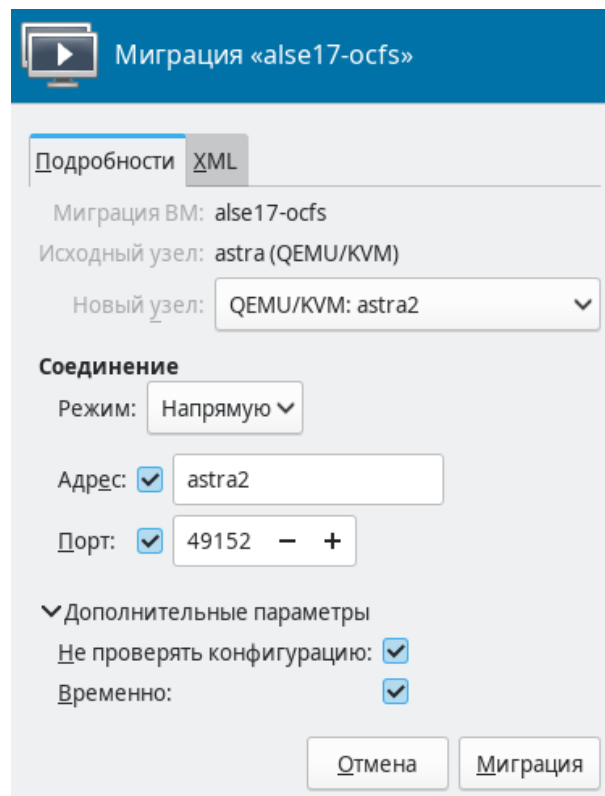 Миграция «alse17-ocfs»
Подробности XML
Миграция ВМ: alse17-ocfs
Исходный узел: astra (QEMU/KVM)
Новый узел: QEMU/KVM: astra2
Соединение
Режим: Напрямую
Адрес: astra2
Порт: 49152 − +
Дополнительные параметры
Не проверять конфигурацию:
Временно:
Отмена Миграция